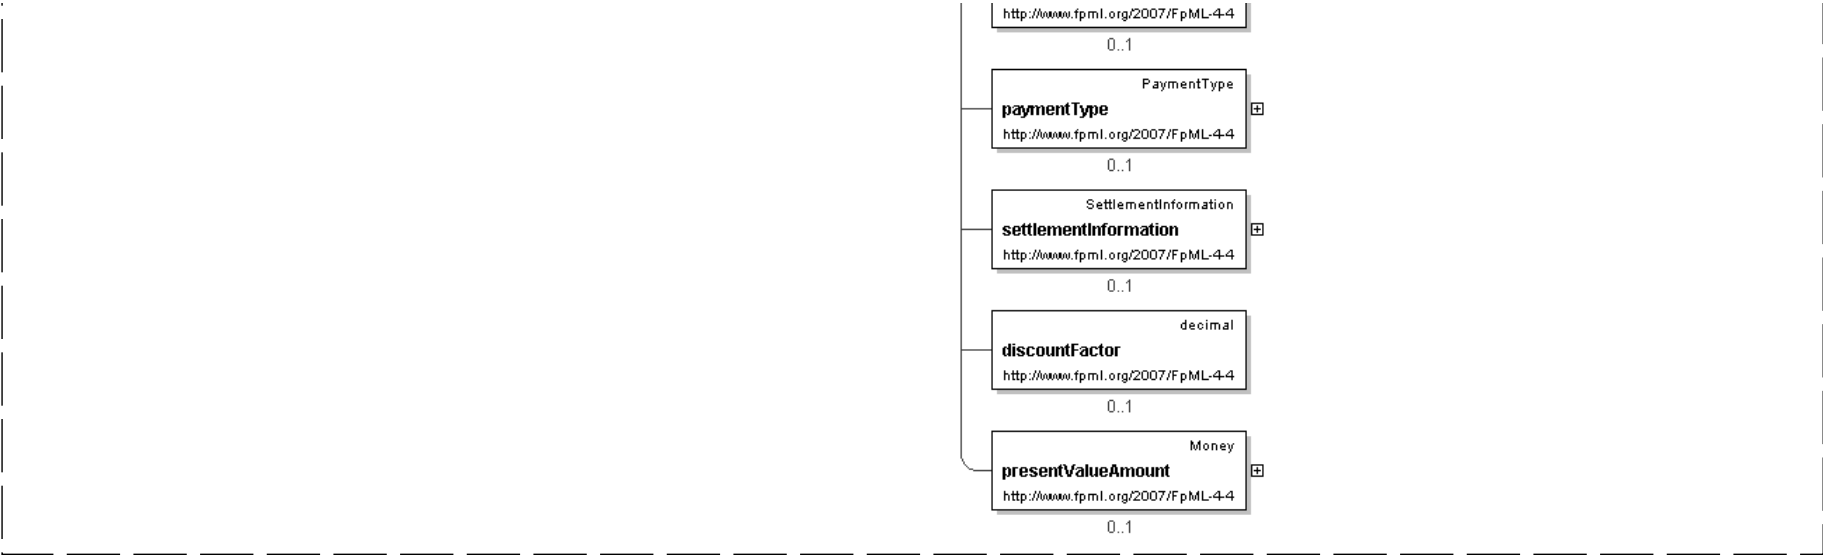 http://www.fpml.org/2007/FpML-4-4
0..1
PaymentType
paymentType
http://www.fpml.org/2007/FpML-4-4
0..1
SettlementInformation
settlementInformation
http://www.fpml.org/2007/FpML-4-4
0..1
decimal
discountFactor
http://www.fpml.org/2007/FpML-4-4
0..1
Money
presentValueAmount
http://www.fpml.org/2007/FpML-4-4
0..1